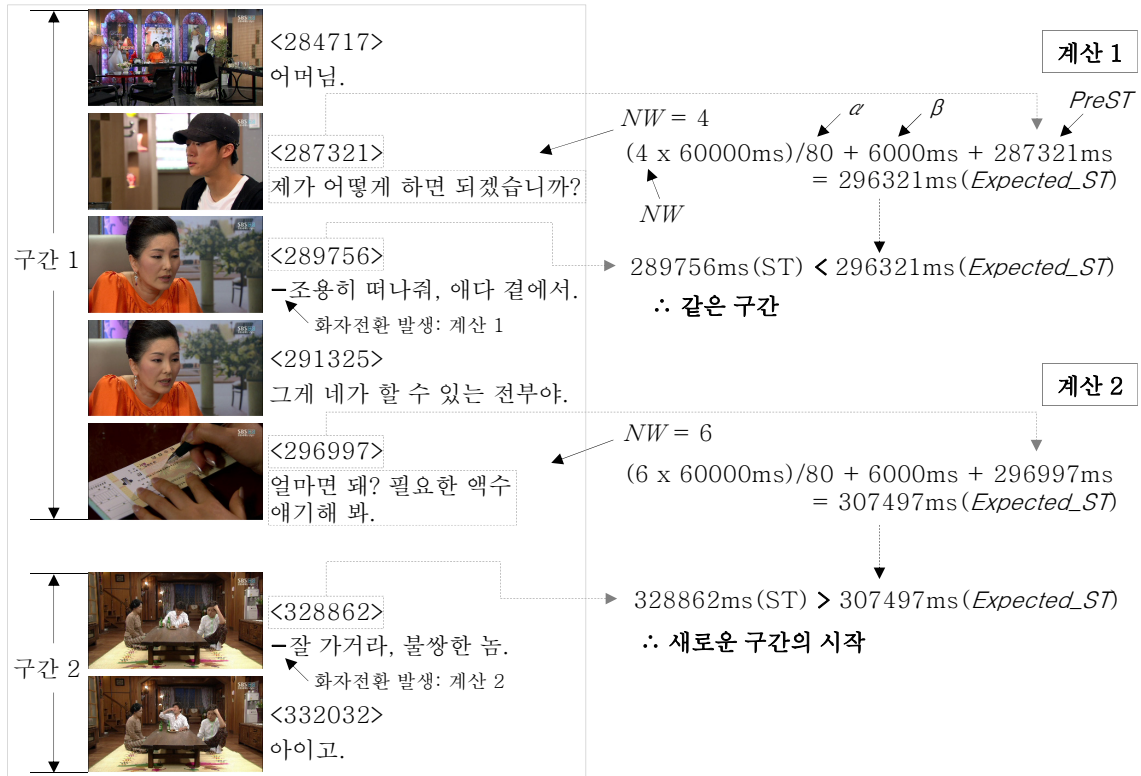 구간 1
<284717>
어머님.
<287321>
제가 어떻게 하면 되겠습니까?
<289756>
-조용히 떠나줘, 애다 곁에서.
화자전환 발생: 계산 1
<291325>
그게 네가 할 수 있는 전부야.
<296997>
얼마면 돼? 필요한 액수
얘기해 봐.
구간 2
<328862>
-잘 가거라, 불쌍한 놈.
화자전환 발생: 계산 2
<332032>
아이고.
계산 1
NW = 4
α
β
PreST
(4 x 60000ms)/80 + 6000ms + 287321ms
= 296321ms(Expected_ST)
NW
289756ms(ST) < 296321ms(Expected_ST)
∴ 같은 구간
계산 2
NW = 6
(6 x 60000ms)/80 + 6000ms + 296997ms
= 307497ms(Expected_ST)
328862ms(ST) > 307497ms(Expected_ST)
∴ 새로운 구간의 시작